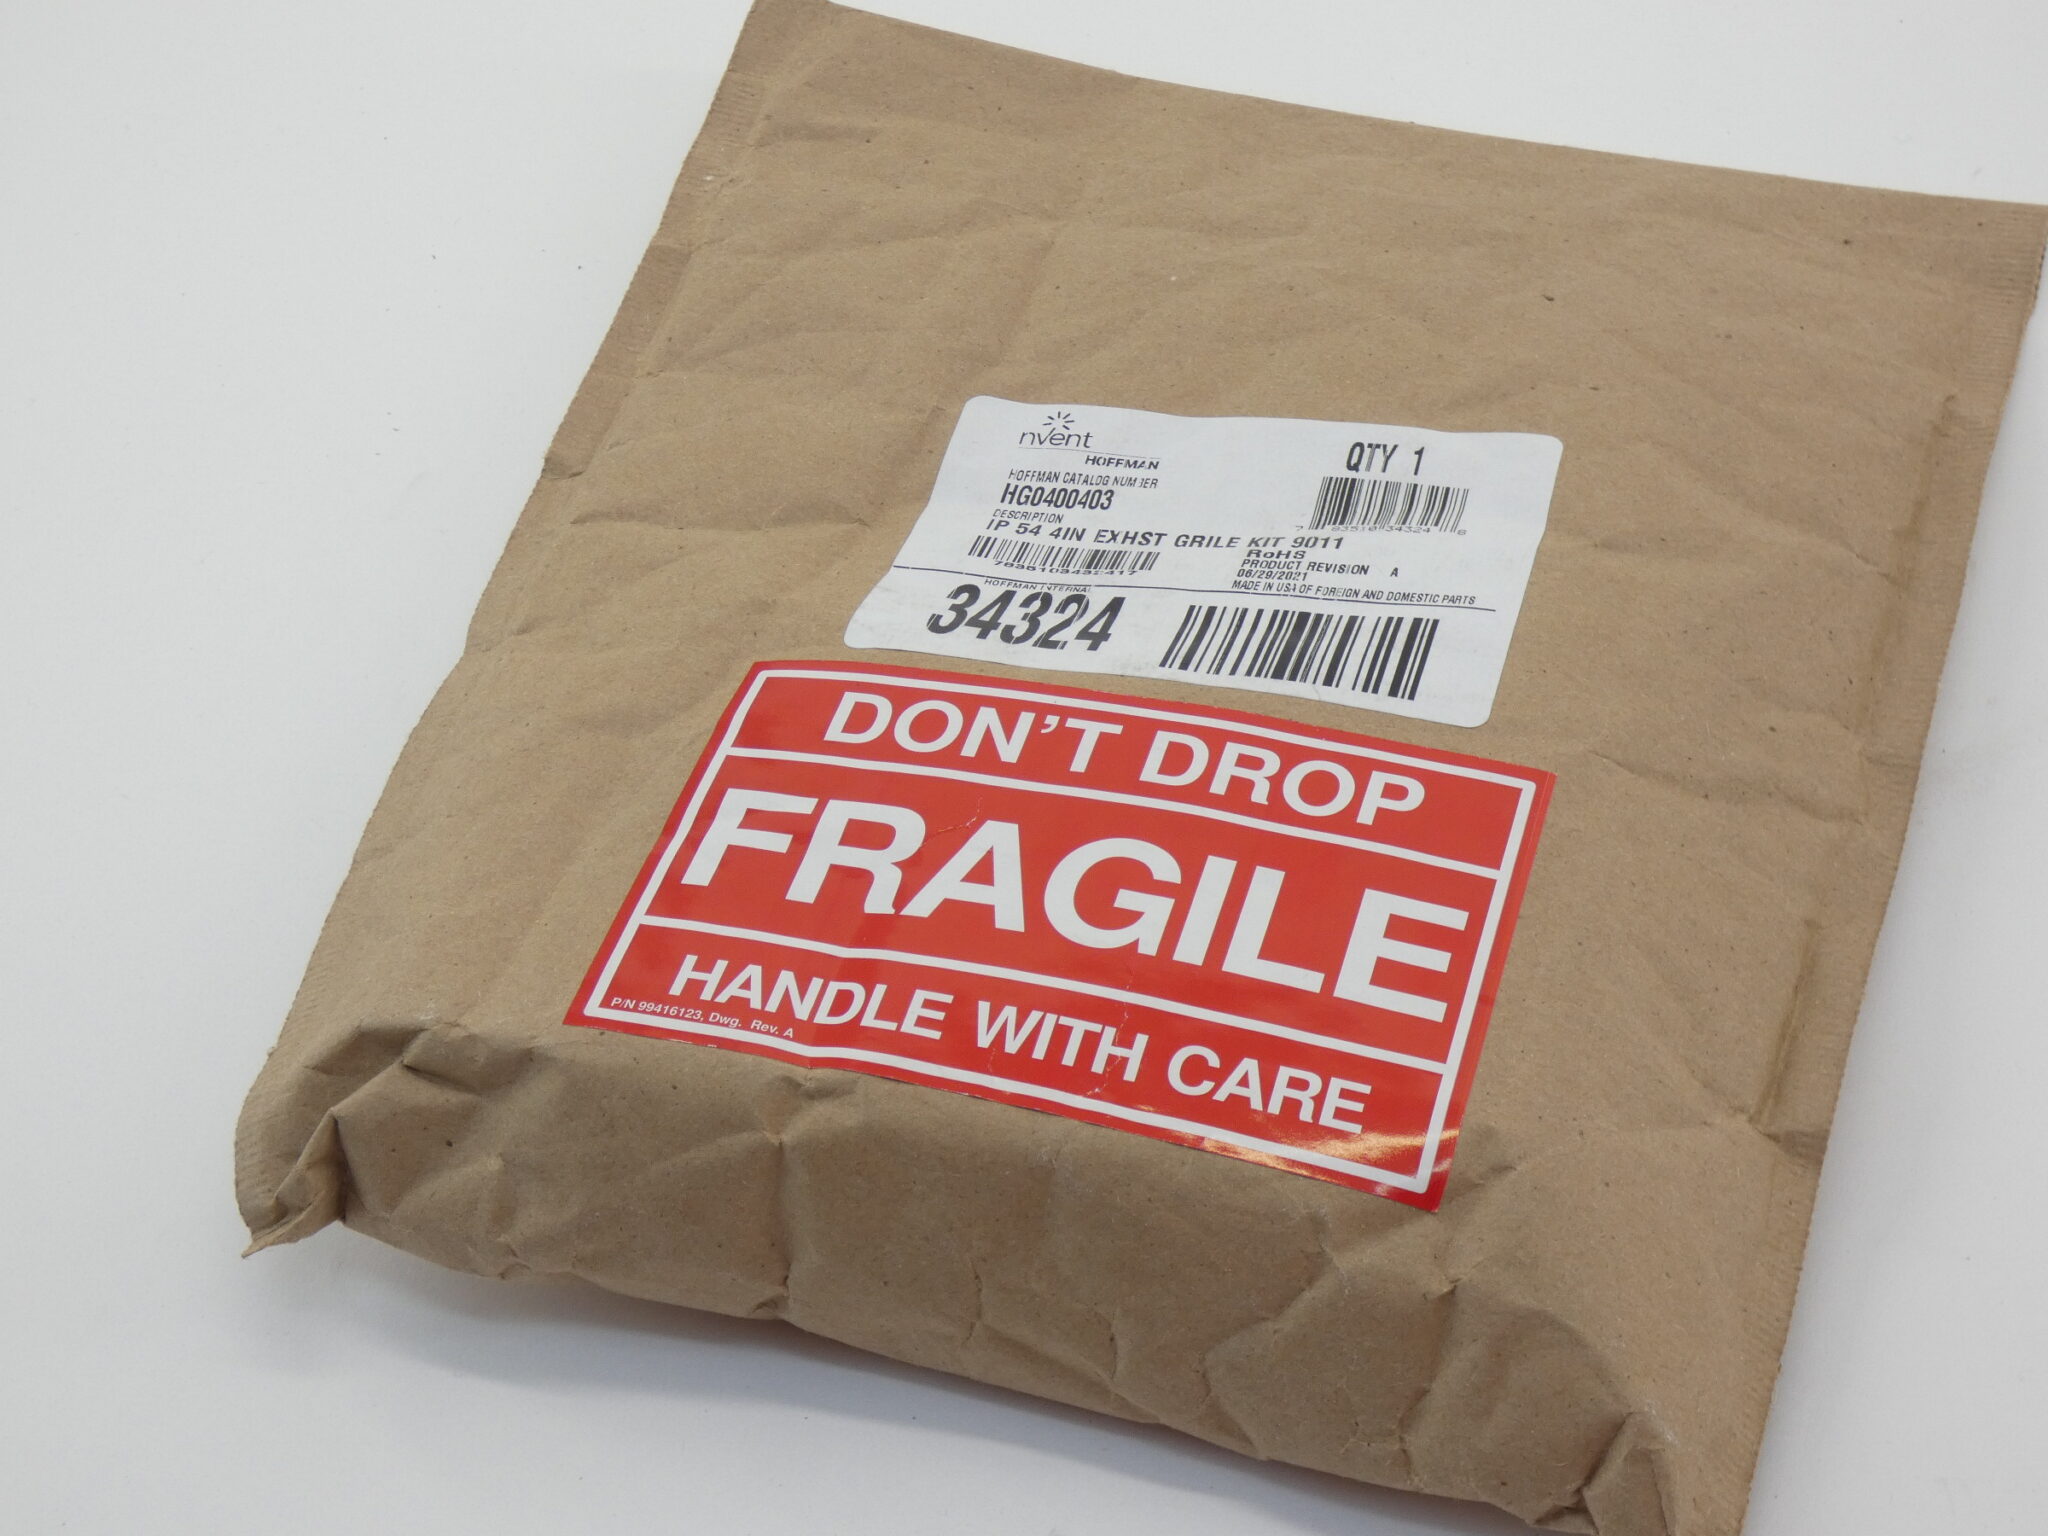 nvent
HOFFMAN
QTY 1
HOFFMAN CATALOG NUMBER
HG0400403
DESCRIPTION
IP 54 4IN EXHST GRILE KIT 9011
RoHS
PRODUCT REVISION A
06/29/2021
MADE IN USA OF FOREIGN AND DOMESTIC PARTS
HOFFMAN INTERNAL
34324
DON'T DROP
FRAGILE
HANDLE WITH CARE
P/N 99416123, Dwg. Rev. A